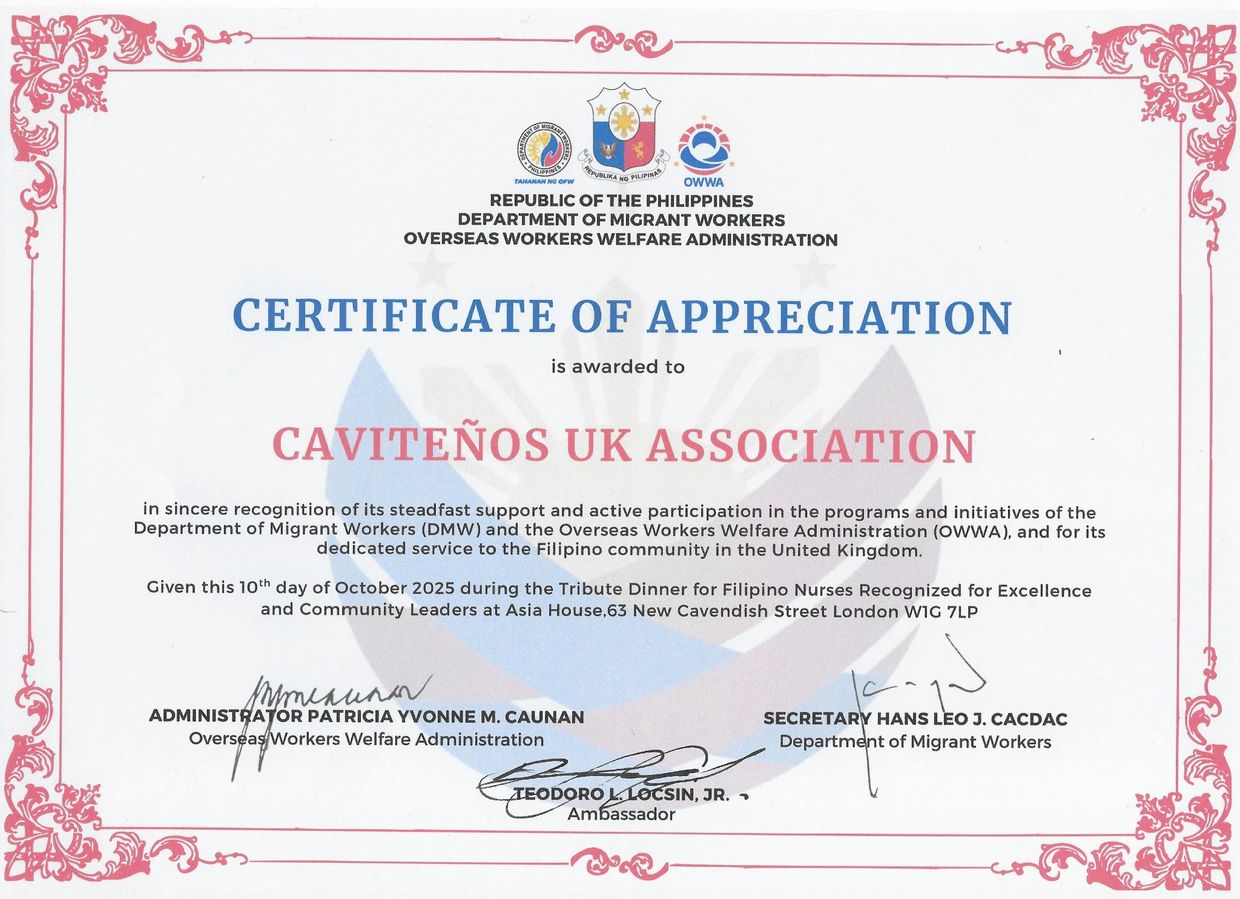 DEPARTMENT OF MIGRANT WORKERS
PHILIPPINES
TAHANAN NG OFW
REPUBLIKA NG PILIPINAS
OWWA
REPUBLIC OF THE PHILIPPINES
DEPARTMENT OF MIGRANT WORKERS
OVERSEAS WORKERS WELFARE ADMINISTRATION
CERTIFICATE OF APPRECIATION
is awarded to
CAVITEÑOS UK ASSOCIATION
in sincere recognition of its steadfast support and active participation in the programs and initiatives of the
Department of Migrant Workers (DMW) and the Overseas Workers Welfare Administration (OWWA), and for its
dedicated service to the Filipino community in the United Kingdom.
Given this 10th day of October 2025 during the Tribute Dinner for Filipino Nurses Recognized for Excellence
and Community Leaders at Asia House,63 New Cavendish Street London W1G 7LP
ADMINISTRATOR PATRICIA YVONNE M. CAUNAN
Overseas Workers Welfare Administration
SECRETARY HANS LEO J. CACDAC
Department of Migrant Workers
TEODORO L. LOCSIN, JR.
Ambassador